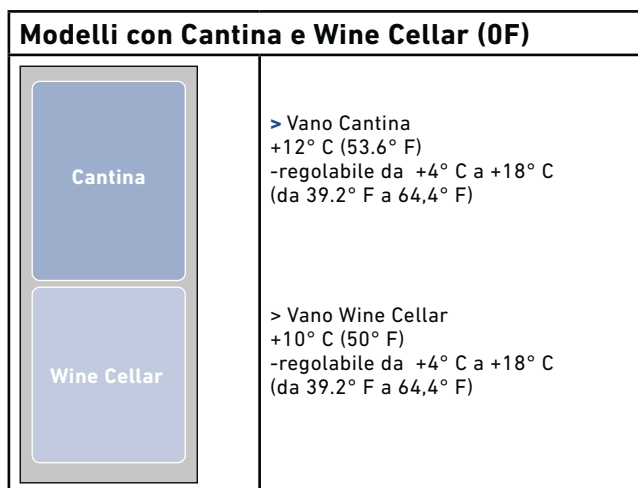 Modelli con Cantina e Wine Cellar (0F)
Cantina
> Vano Cantina
+12° C (53.6° F)
-regolabile da  +4° C a +18° C
(da 39.2° F a 64,4° F)
Wine Cellar
> Vano Wine Cellar
+10° C (50° F)
-regolabile da  +4° C a +18° C
(da 39.2° F a 64,4° F)